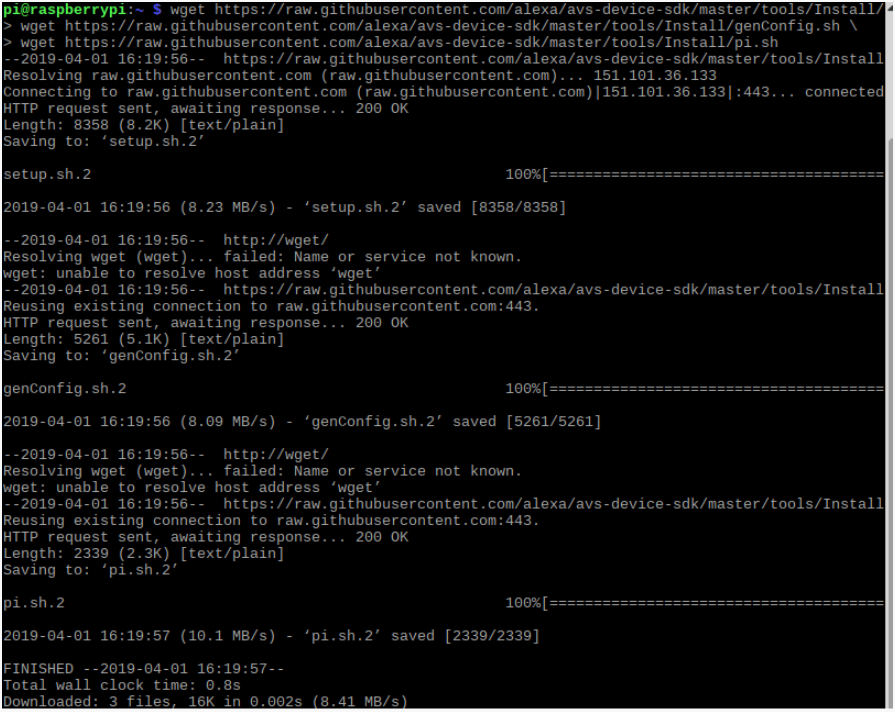 pi@raspberrypi:~ $ wget https://raw.githubusercontent.com/alexa/avs-device-sdk/master/tools/Install/
> wget https://raw.githubusercontent.com/alexa/avs-device-sdk/master/tools/Install/genConfig.sh \
> wget https://raw.githubusercontent.com/alexa/avs-device-sdk/master/tools/Install/pi.sh
--2019-04-01 16:19:56--  https://raw.githubusercontent.com/alexa/avs-device-sdk/master/tools/Install
Resolving raw.githubusercontent.com (raw.githubusercontent.com)... 151.101.36.133
Connecting to raw.githubusercontent.com (raw.githubusercontent.com)|151.101.36.133|:443... connected
HTTP request sent, awaiting response... 200 OK
Length: 8358 (8.2K) [text/plain]
Saving to: ‘setup.sh.2’
setup.sh.2 100%[======================================
2019-04-01 16:19:56 (8.23 MB/s) - ‘setup.sh.2’ saved [8358/8358]
--2019-04-01 16:19:56--  http://wget/
Resolving wget (wget)... failed: Name or service not known.
wget: unable to resolve host address ‘wget’
--2019-04-01 16:19:56--  https://raw.githubusercontent.com/alexa/avs-device-sdk/master/tools/Install
Reusing existing connection to raw.githubusercontent.com:443.
HTTP request sent, awaiting response... 200 OK
Length: 5261 (5.1K) [text/plain]
Saving to: ‘genConfig.sh.2’
genConfig.sh.2 100%[======================================
2019-04-01 16:19:56 (8.09 MB/s) - ‘genConfig.sh.2’ saved [5261/5261]
--2019-04-01 16:19:56--  http://wget/
Resolving wget (wget)... failed: Name or service not known.
wget: unable to resolve host address ‘wget’
--2019-04-01 16:19:56--  https://raw.githubusercontent.com/alexa/avs-device-sdk/master/tools/Install
Reusing existing connection to raw.githubusercontent.com:443.
HTTP request sent, awaiting response... 200 OK
Length: 2339 (2.3K) [text/plain]
Saving to: ‘pi.sh.2’
pi.sh.2 100%[======================================
2019-04-01 16:19:57 (10.1 MB/s) - ‘pi.sh.2’ saved [2339/2339]
FINISHED --2019-04-01 16:19:57--
Total wall clock time: 0.8s
Downloaded: 3 files, 16K in 0.002s (8.41 MB/s)